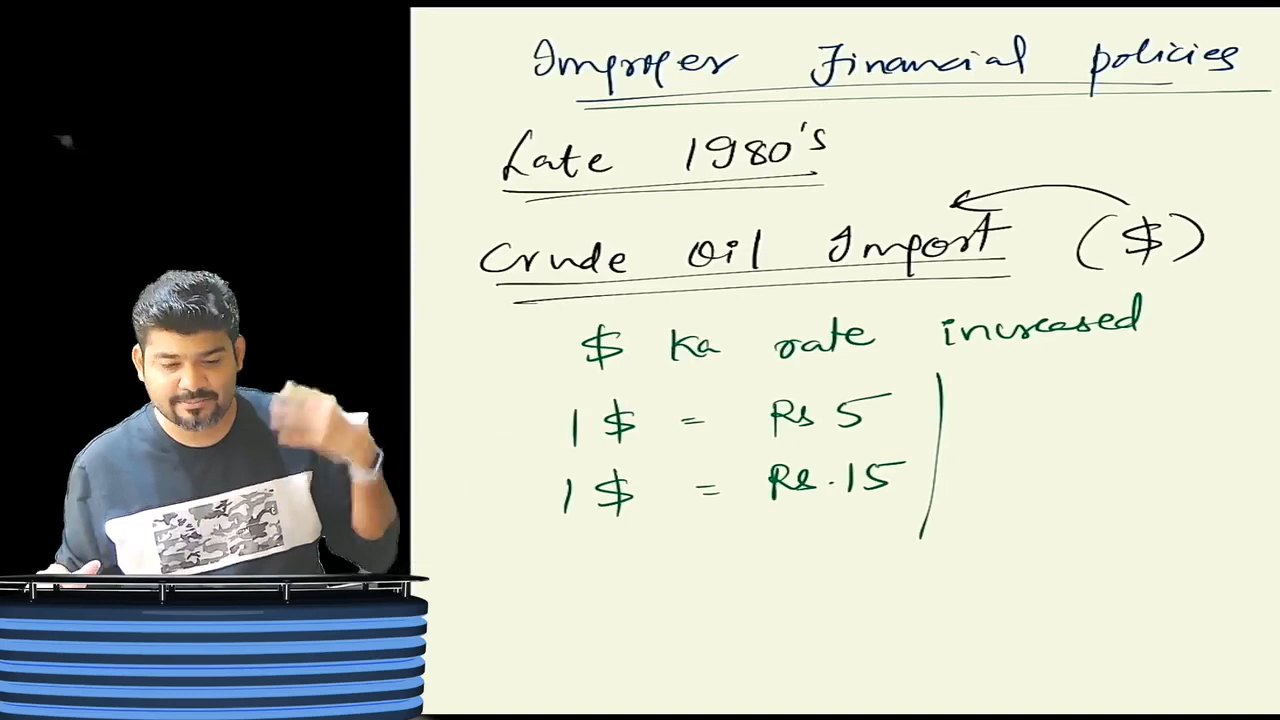 Improper Financial policies
Late 1980's
Crude Oil Import ($)
$ ka rate increased
1 $ = Rs 5
1 $ = Rs. 15